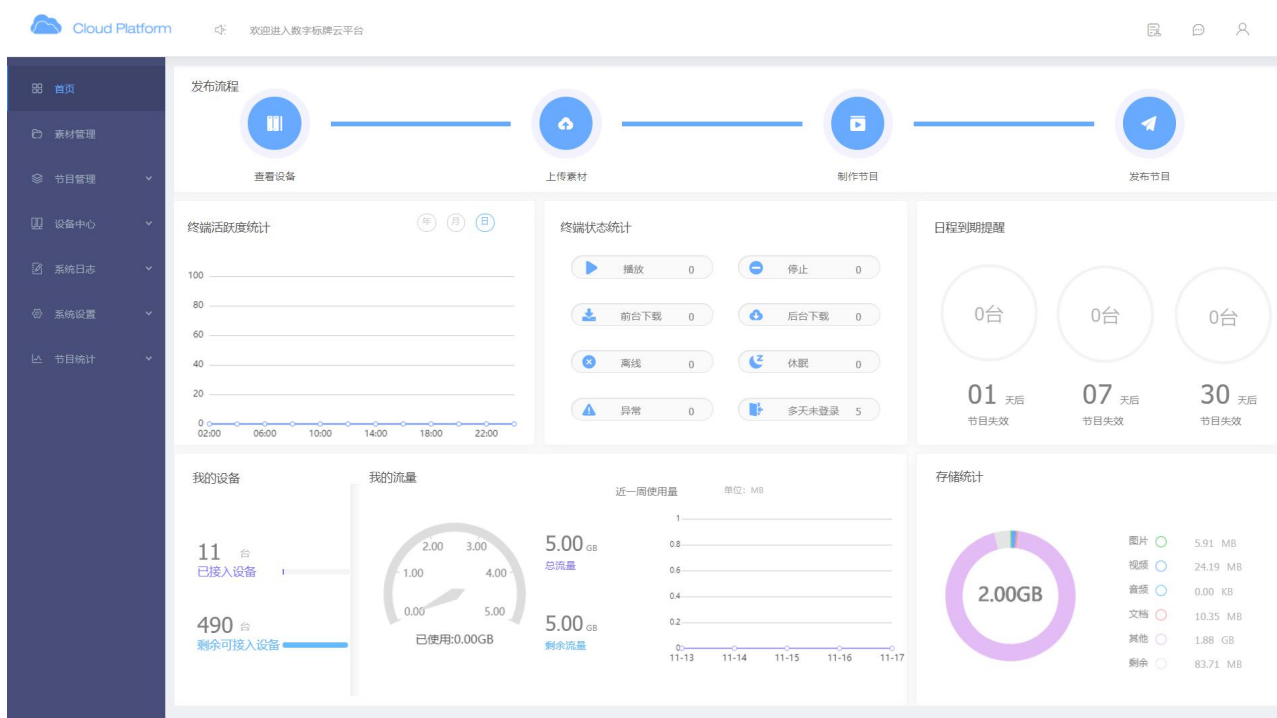 Cloud Platform
欢迎进入数字标牌云平台
首页
素材管理
节目管理
设备中心
系统日志
系统设置
节目统计
发布流程
查看设备
上传素材
制作节目
发布节目
终端活跃度统计
年 月 日
100
80
60
40
20
0
02:00 06:00 10:00 14:00 18:00 22:00
终端状态统计
播放 0
停止 0
前台下载 0
后台下载 0
离线 0
休眠 0
异常 0
多天未登录 5
日程到期提醒
0台 0台 0台
01 天后
节目失效
07 天后
节目失效
30 天后
节目失效
我的设备
11 台
已接入设备
490 台
剩余可接入设备
我的流量
2.00 3.00
1.00 4.00
0.00 5.00
已使用:0.00GB
5.00 GB
总流量
5.00 GB
剩余流量
近一周使用量 单位: MB
1
0.8
0.6
0.4
0.2
0
11-13 11-14 11-15 11-16 11-17
存储统计
2.00GB
图片 5.91 MB
视频 24.19 MB
音频 0.00 KB
文档 10.35 MB
其他 1.88 GB
剩余 83.71 MB